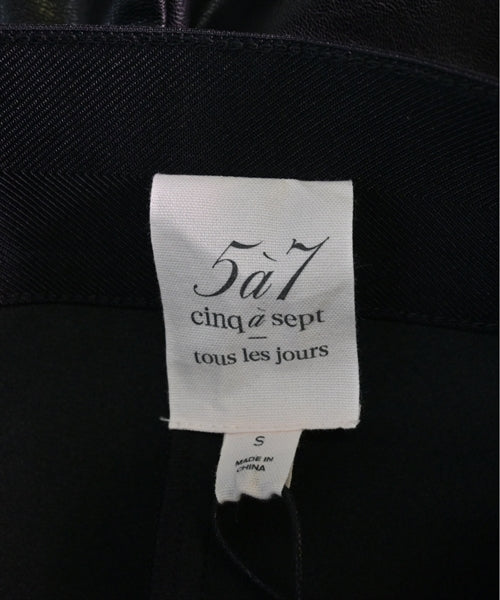 5à7
cinq à sept
tous les jours
S
MADE IN
CHINA